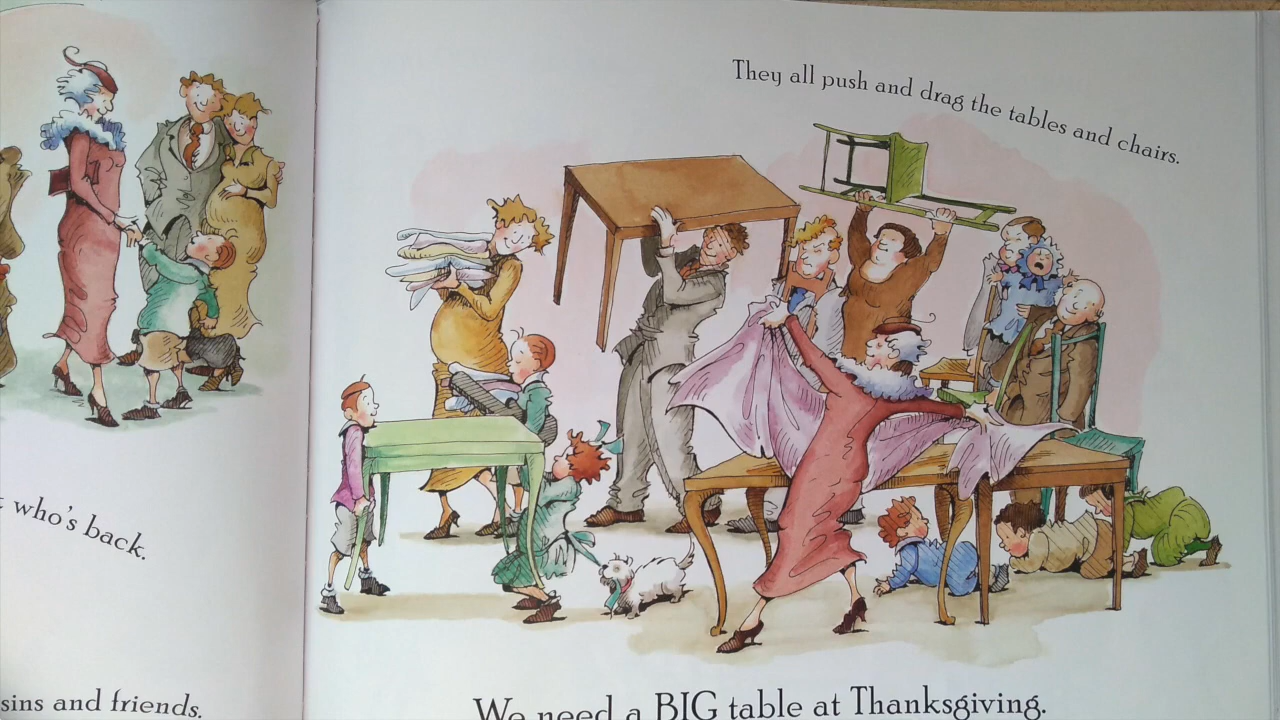 who's back.
sins and friends.
They all push and drag the tables and chairs.
We need a BIG table at Thanksgiving.